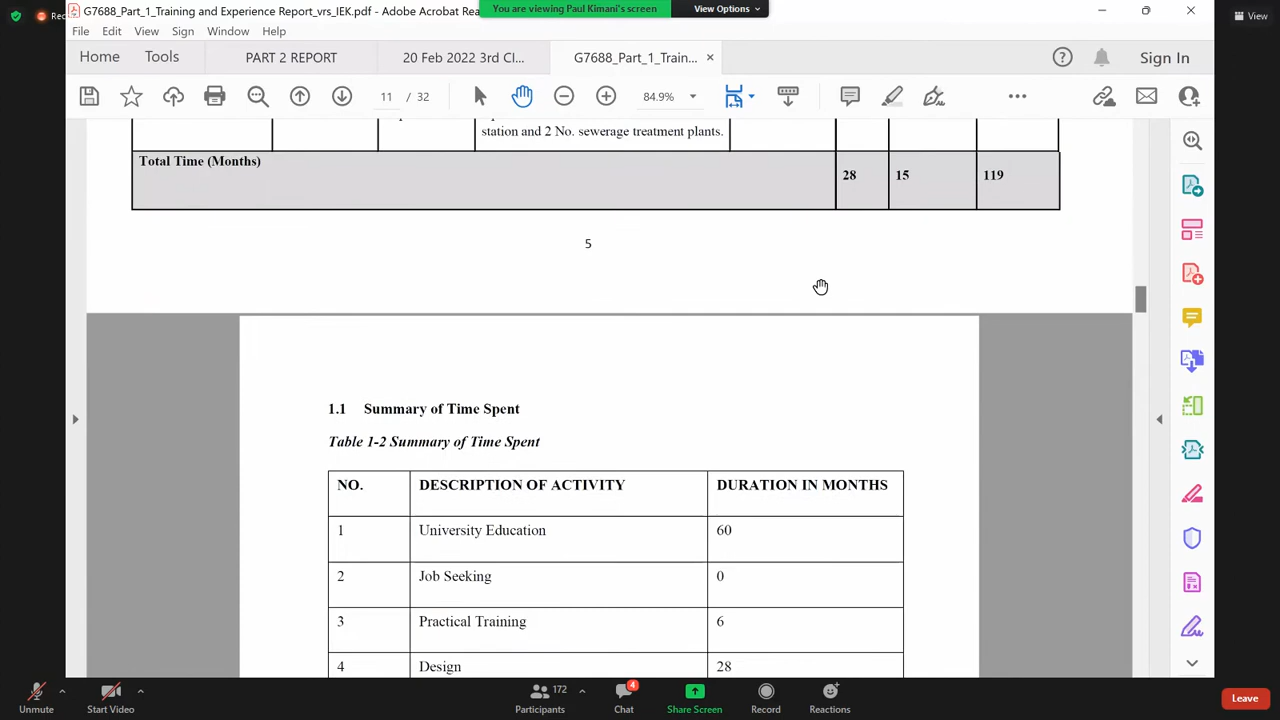 G7688_Part_1_Training and Experience Report_vrs_IEK.pdf - Adobe Acrobat Rea
You are viewing Paul Kimani's screen
View Options
View
File Edit View Sign Window Help
Home Tools PART 2 REPORT 20 Feb 2022 3rd Cl... G7688_Part_1_Train... Sign In
11 / 32 84.9%
station and 2 No. sewerage treatment plants.
Total Time (Months) 28 15 119
5
1.1 Summary of Time Spent
Table 1-2 Summary of Time Spent
NO. DESCRIPTION OF ACTIVITY DURATION IN MONTHS
1 University Education 60
2 Job Seeking 0
3 Practical Training 6
4 Design 28
Unmute Start Video Participants 172 Chat 4 Share Screen Record Reactions Leave